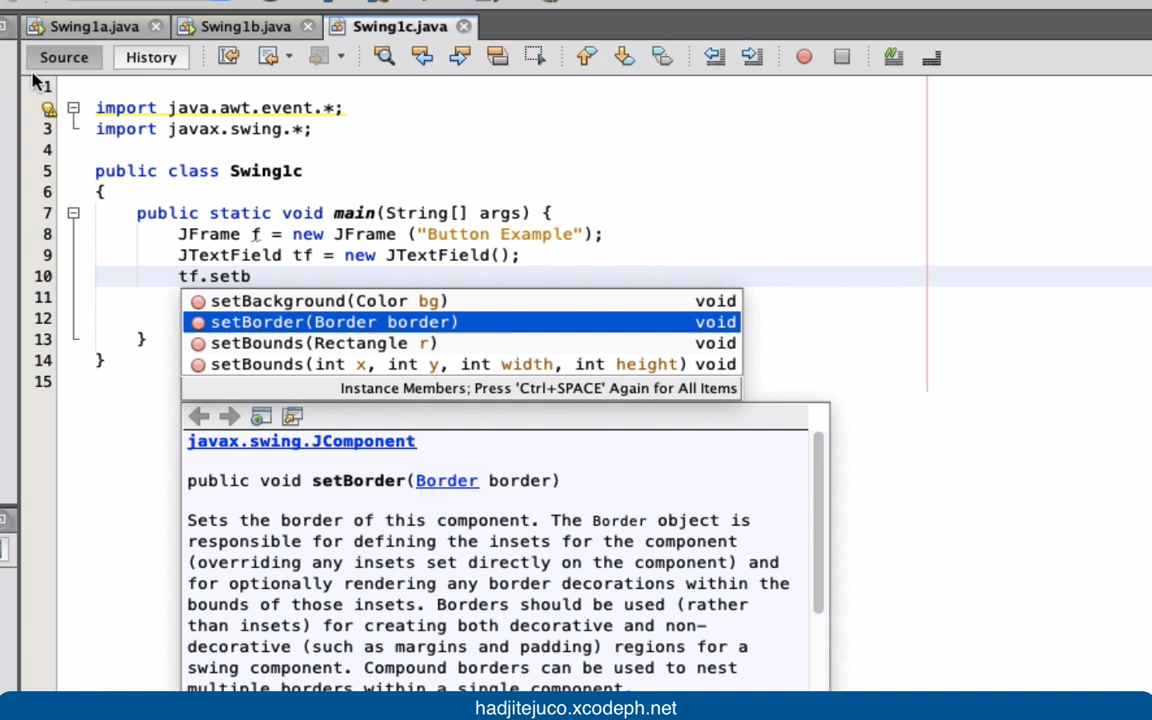 Swing1a.java
Swing1b.java
Swing1c.java
Source
History
1
import java.awt.event.*;
3 import javax.swing.*;
4
5 public class Swing1c
6 {
7 public static void main(String[] args) {
8 JFrame f = new JFrame ("Button Example");
9 JTextField tf = new JTextField();
10 tf.setb
11
12
13 }
14 }
15
setBackground(Color bg) void
setBorder(Border border) void
setBounds(Rectangle r) void
setBounds(int x, int y, int width, int height) void
Instance Members; Press 'Ctrl+SPACE' Again for All Items
javax.swing.JComponent
public void setBorder(Border border)
Sets the border of this component. The Border object is
responsible for defining the insets for the component
(overriding any insets set directly on the component) and
for optionally rendering any border decorations within the
bounds of those insets. Borders should be used (rather
than insets) for creating both decorative and non-
decorative (such as margins and padding) regions for a
swing component. Compound borders can be used to nest
multiple borders within a single component.
hadjitejuco.xcodeph.net